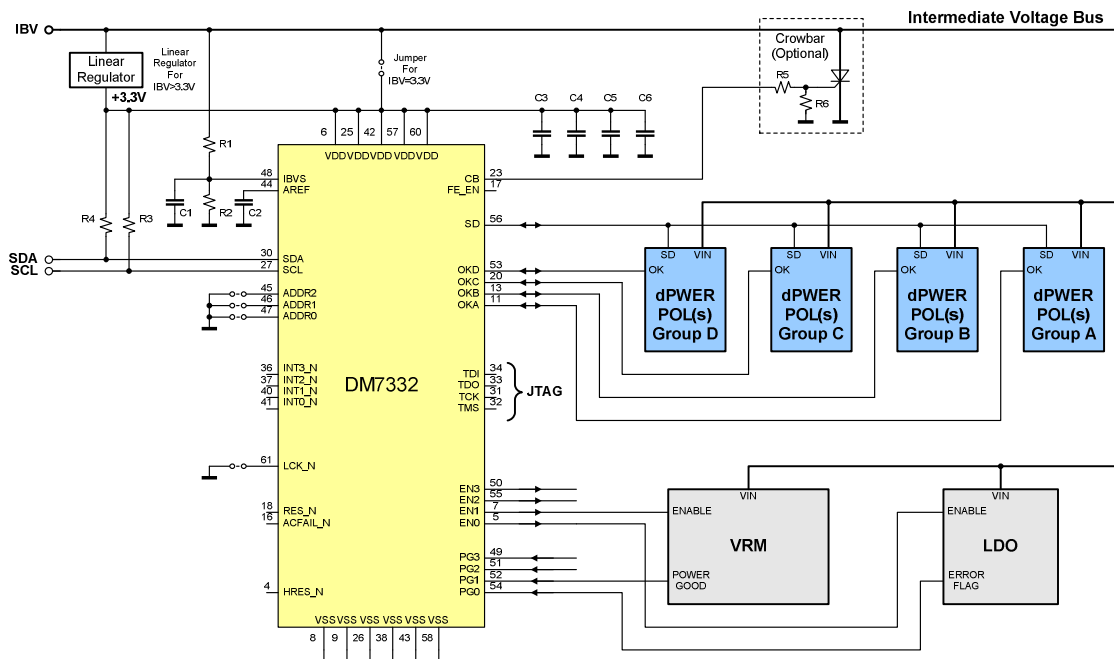 Intermediate Voltage Bus
IBV
Linear
Regulator
Linear
Regulator
For
IBV>3.3V
+3.3V
Jumper
For
IBV=3.3V
Crowbar
(Optional)
R5
R6
C3 C4 C5 C6
6 25 42 57 60
VDD VDD VDD VDD VDD
R1
R2
C1
C2
R4
R3
48 IBVS
44 AREF
SDA
SCL
30 SDA
27 SCL
45 ADDR2
46 ADDR1
47 ADDR0
36 INT3_N
37 INT2_N
40 INT1_N
41 INT0_N
61 LCK_N
18 RES_N
16 ACFAIL_N
4 HRES_N
DM7332
CB 23
FE_EN 17
SD 56
OKD 53
OKC 20
OKB 13
OKA 11
TDI 34
TDO 33
TCK 31
TMS 32
JTAG
EN3 50
EN2 55
EN1 7
EN0 5
PG3 49
PG2 51
PG1 52
PG0 54
VSS VSS VSS VSS VSS VSS
8 9 26 38 43 58
SD VIN
OK
dPWER
POL(s)
Group D
SD VIN
OK
dPWER
POL(s)
Group C
SD VIN
OK
dPWER
POL(s)
Group B
SD VIN
OK
dPWER
POL(s)
Group A
VIN
ENABLE
VRM
POWER
GOOD
VIN
ENABLE
LDO
ERROR
FLAG